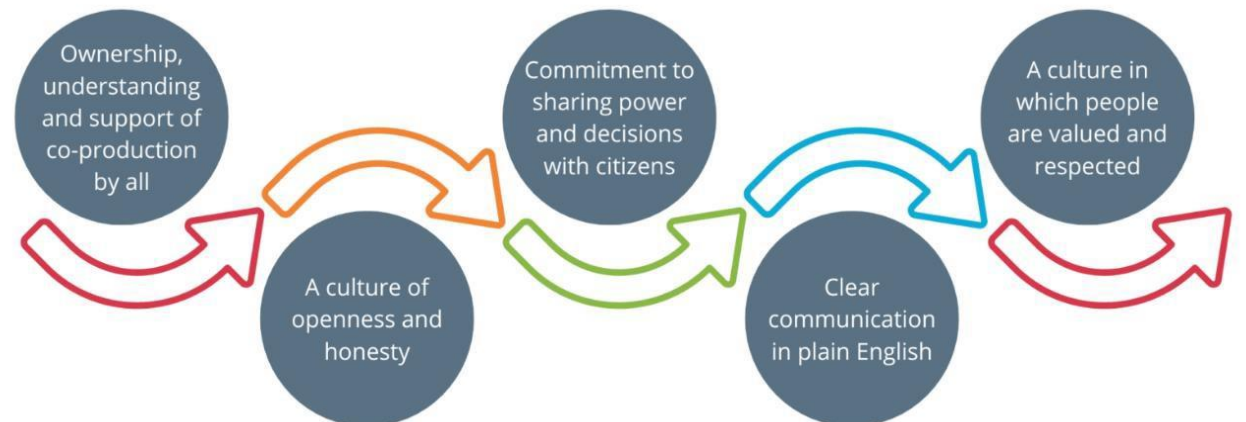 Ownership,
understanding
and support of
co-production
by all
A culture of
openness and
honesty
Commitment to
sharing power
and decisions
with citizens
Clear
communication
in plain English
A culture in
which people
are valued and
respected